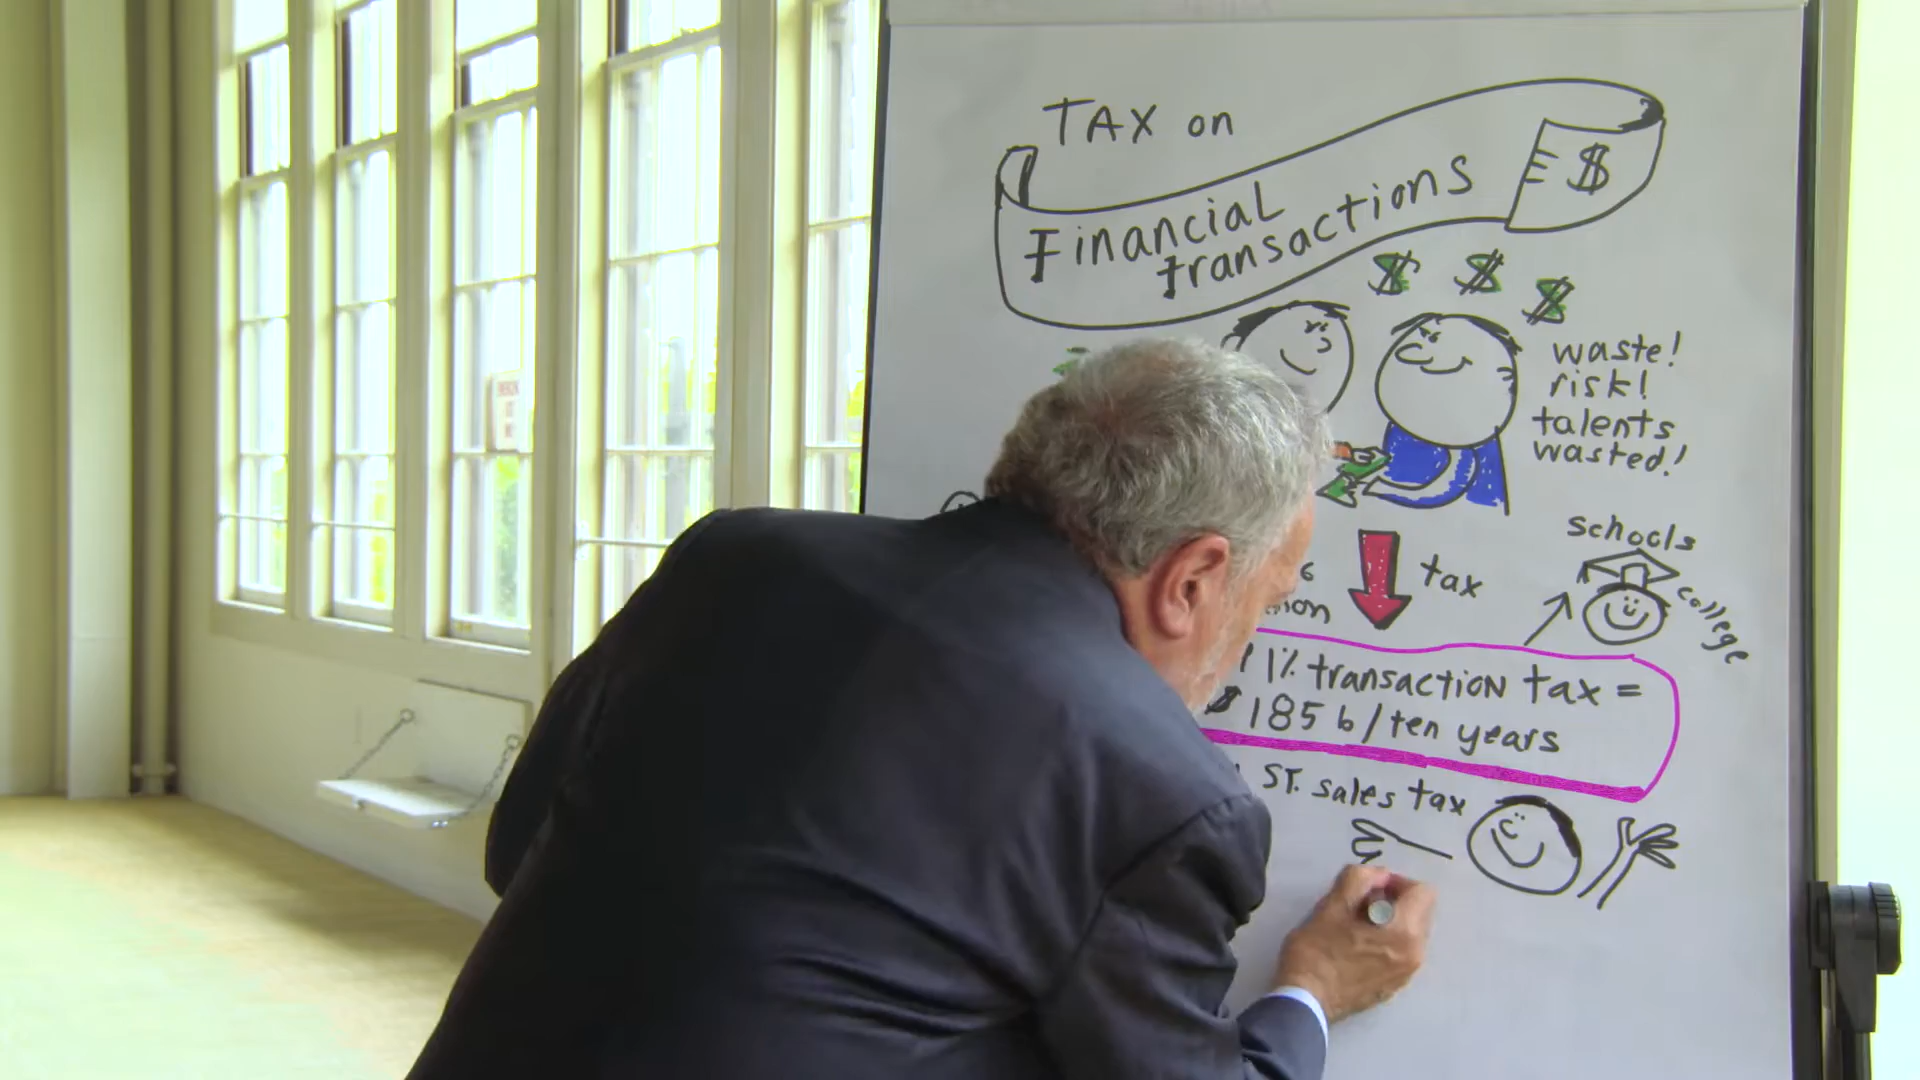 TAX on
Financial
transactions
$
$ $ $
waste!
risk!
talents
wasted!
schools
college
tax
1% transaction tax =
$185 b/ten years
ST. sales tax